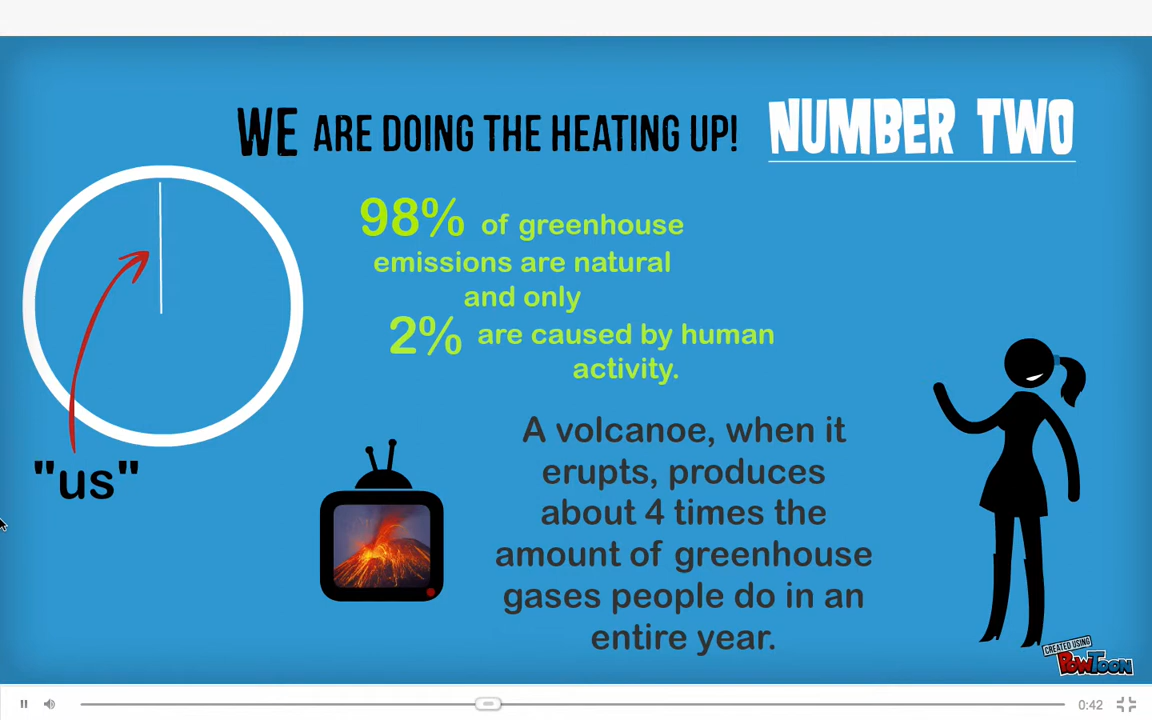 WE ARE DOING THE HEATING UP! NUMBER TWO
98% of greenhouse
emissions are natural
and only
2% are caused by human
activity.
"us"
A volcanoe, when it
erupts, produces
about 4 times the
amount of greenhouse
gases people do in an
entire year.
CREATED USING
POWTOON
0:42